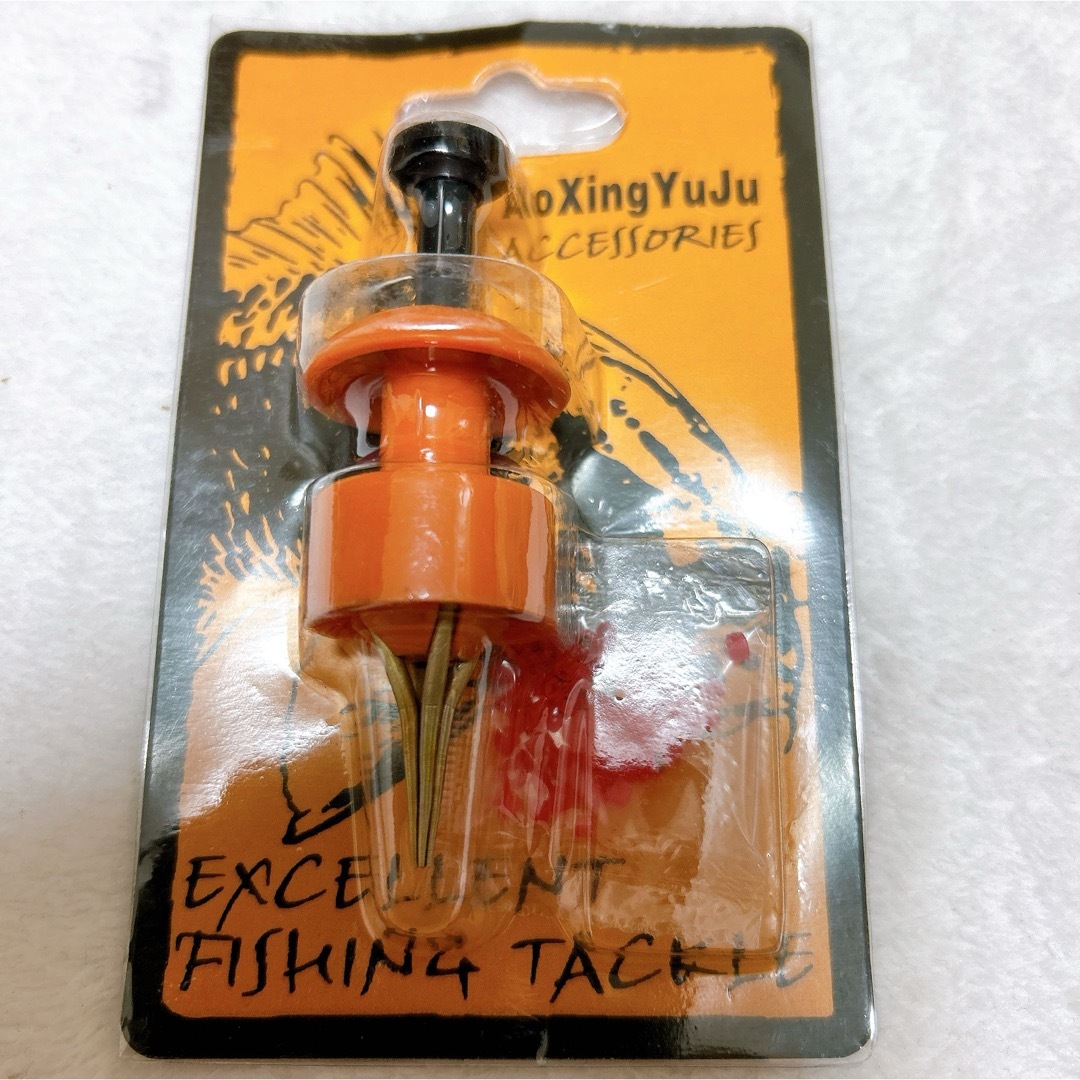 AoXingYuJu
ACCESSORIES
EXCELLENT
FISHING TACKLE